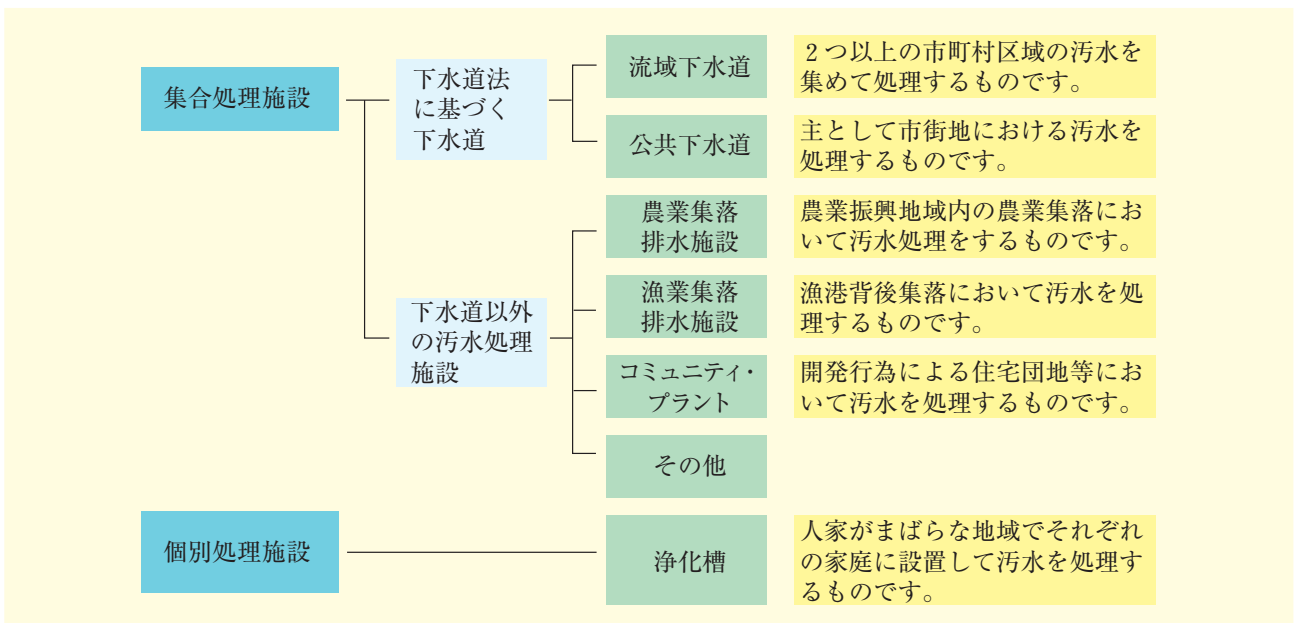 集合処理施設
下水道法
に基づく
下水道
流域下水道
２つ以上の市町村区域の汚水を
集めて処理するものです。
公共下水道
主として市街地における汚水を
処理するものです。
下水道以外
の汚水処理
施設
農業集落
排水施設
農業振興地域内の農業集落にお
いて汚水処理をするものです。
漁業集落
排水施設
漁港背後集落において汚水を処
理するものです。
コミュニティ・
プラント
開発行為による住宅団地等にお
いて汚水を処理するものです。
その他
個別処理施設
浄化槽
人家がまばらな地域でそれぞれ
の家庭に設置して汚水を処理す
るものです。